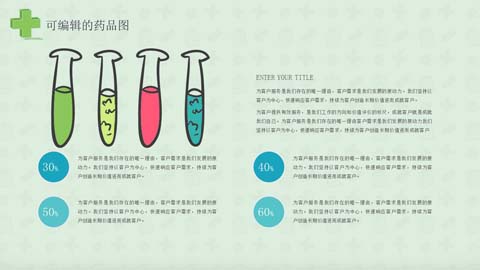 可编辑的药品图
ENTER YOUR TITLE
为客户服务是我们存在的唯一理由，客户需求是我们发展的原动力。我们坚持以
客户为中心，快速响应客户需求，持续为客户创造长期价值进而成就客户。
为客户提供有效服务，是我们工作的方向和价值评价的标尺，成就客户就是成就
我们自己。为客户服务是我们存在的唯一理由客户需求是我们发展的原动力我们
坚持以客户为中心，快速响应客户需求，持续为客户创造长期价值进而成就客户
30%
为客户服务是我们存在的唯一理由，客户需求是我们发展的原动
力。我们坚持以客户为中心，快速响应客户需求，持续为客
户创造长期价值进而成就客户。
40%
为客户服务是我们存在的唯一理由，客户需求是我们发展的原动
力。我们坚持以客户为中心，快速响应客户需求，持续为客
户创造长期价值进而成就客户。
50%
为客户服务是我们存在的唯一理由，客户需求是我们发展的原动
力。我们坚持以客户为中心，快速响应客户需求，持续为客
户创造长期价值进而成就客户。
60%
为客户服务是我们存在的唯一理由，客户需求是我们发展的原动
力。我们坚持以客户为中心，快速响应客户需求，持续为客
户创造长期价值进而成就客户。